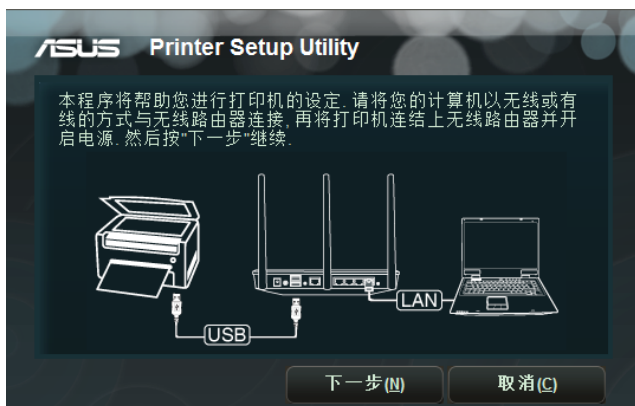 ASUS Printer Setup Utility
本程序将帮助您进行打印机的设定.请将您的计算机以无线或有
线的方式与无线路由器连接,再将打印机连结上无线路由器并开
启电源.然后按"下一步"继续.
LAN
USB
下一步(N) 取消(C)